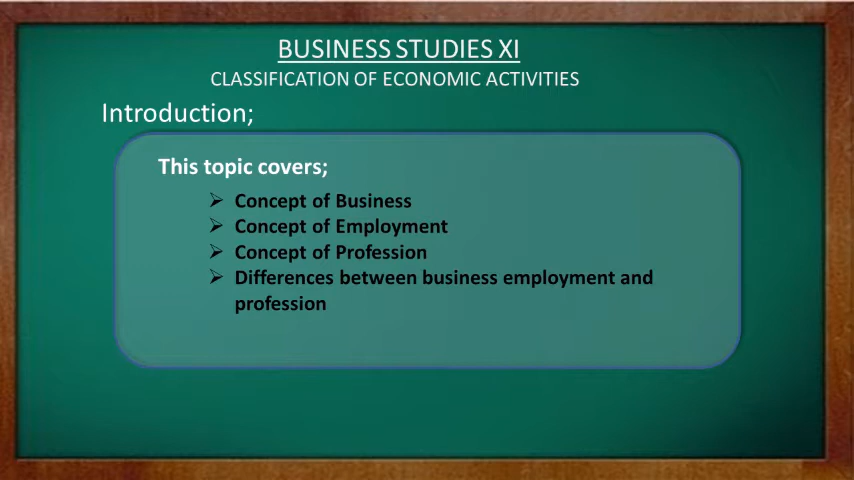 BUSINESS STUDIES XI
CLASSIFICATION OF ECONOMIC ACTIVITIES
Introduction;
This topic covers;
➢ Concept of Business
➢ Concept of Employment
➢ Concept of Profession
➢ Differences between business employment and
profession